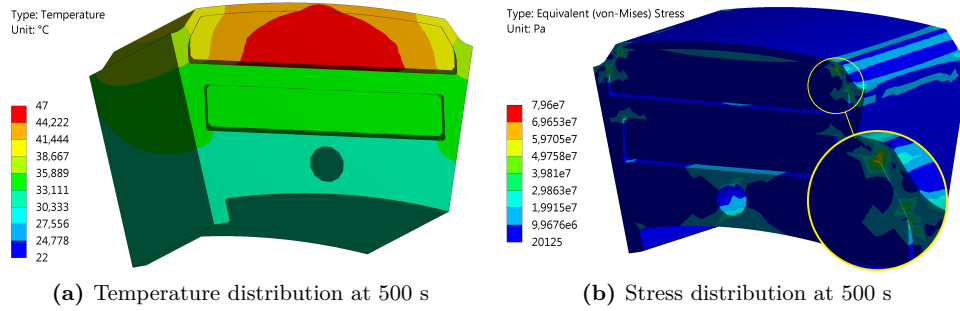 Type: Temperature
Unit: °C
47
44,222
41,444
38,667
35,889
33,111
30,333
27,556
24,778
22
(a) Temperature distribution at 500 s
Type: Equivalent (von-Mises) Stress
Unit: Pa
7,96e7
6,9653e7
5,9705e7
4,9758e7
3,981e7
2,9863e7
1,9915e7
9,9676e6
20125
(b) Stress distribution at 500 s